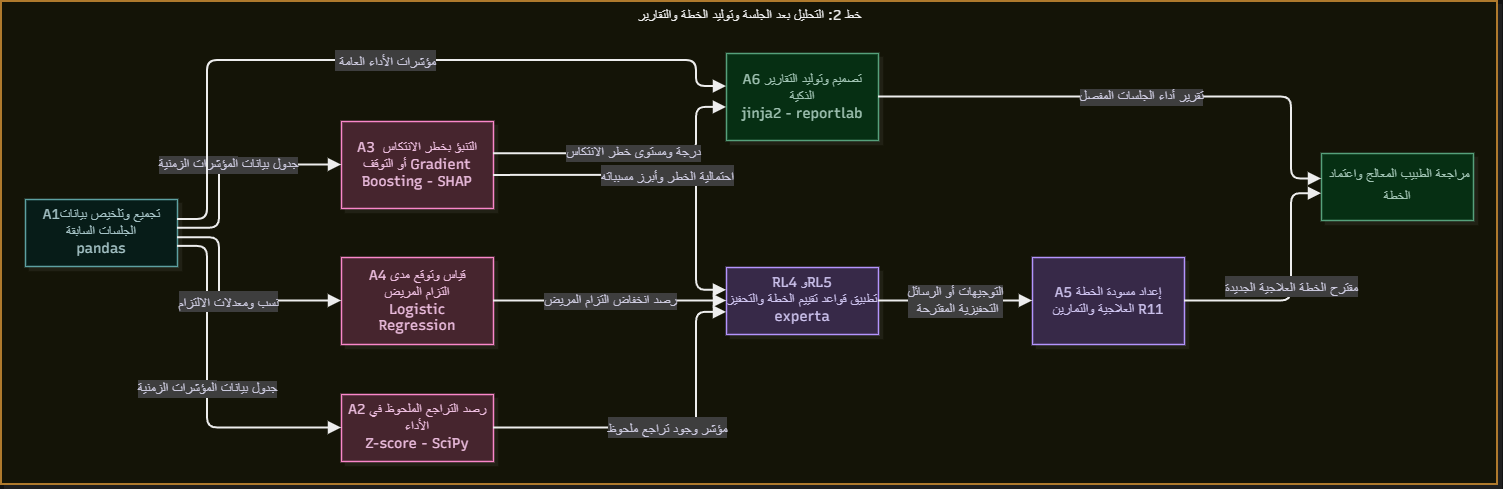 خط 2: التحليل بعد الجلسة وتوليد الخطة والتقارير
مؤشرات الأداء العامة
A6 تصميم وتوليد التقارير
الذكية
jinja2 - reportlab
تقرير أداء الجلسات المفصل
A3 التنبؤ بخطر الانتكاس
أو التوقف Gradient
Boosting - SHAP
جدول بيانات المؤشرات الزمنية
درجة ومستوى خطر الانتكاس
احتمالية الخطر وأبرز مسبباته
مراجعة الطبيب المعالج واعتماد
الخطة
A1تجميع وتلخيص بيانات
الجلسات السابقة
pandas
A4 قياس وتوقع مدى
التزام المريض
Logistic
Regression
نسب ومعدلات الالتزام
رصد انخفاض التزام المريض
RL4 وRL5
تطبيق قواعد تقييم الخطة والتحفيز
experta
التوجيهات أو الرسائل
التحفيزية المقترحة
A5 إعداد مسودة الخطة
العلاجية والتمارين R11
مقترح الخطة العلاجية الجديدة
جدول بيانات المؤشرات الزمنية
A2 رصد التراجع الملحوظ في
الأداء
Z-score - SciPy
مؤشر وجود تراجع ملحوظ